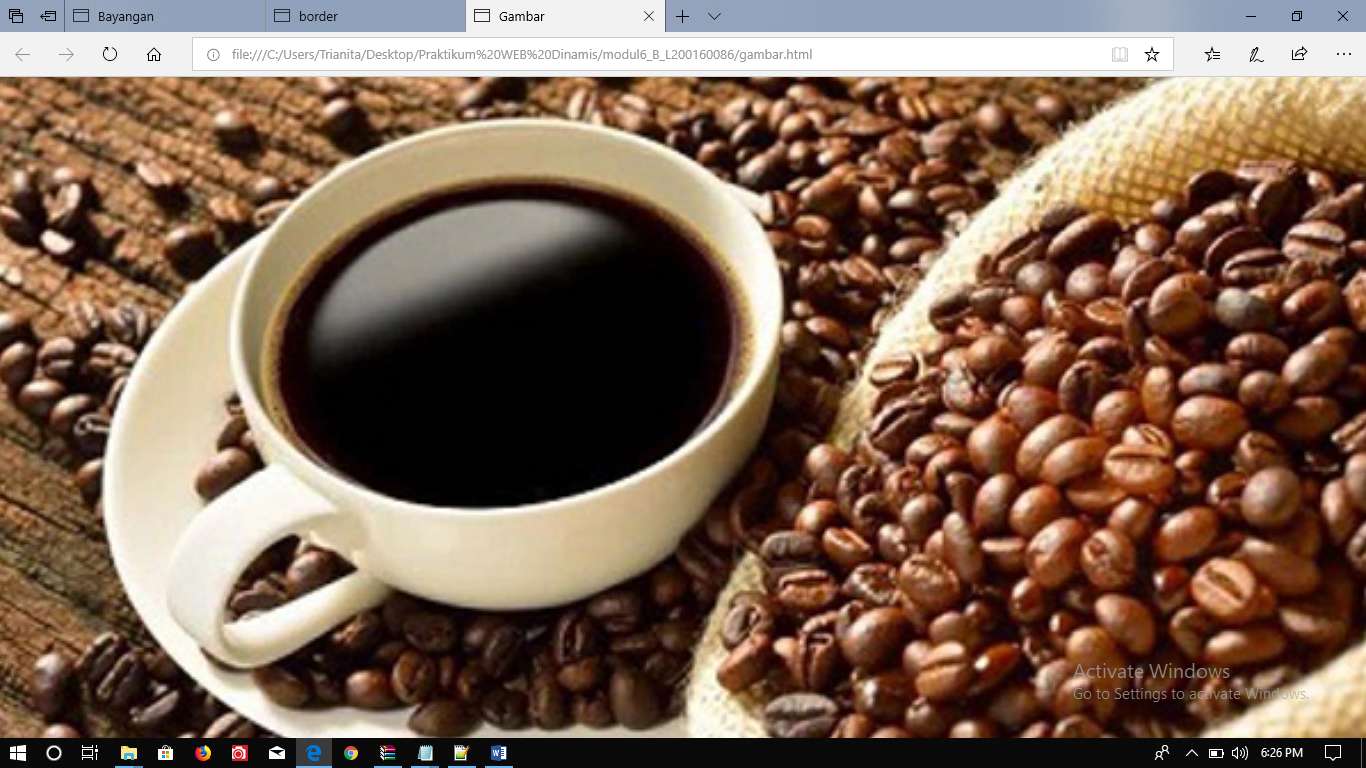 Bayangan
border
Gambar
file:///C:/Users/Trianita/Desktop/Praktikum%20WEB%20Dinamis/modul6_B_L200160086/gambar.html
Activate Windows
Go to Settings to activate Windows.
6:26 PM